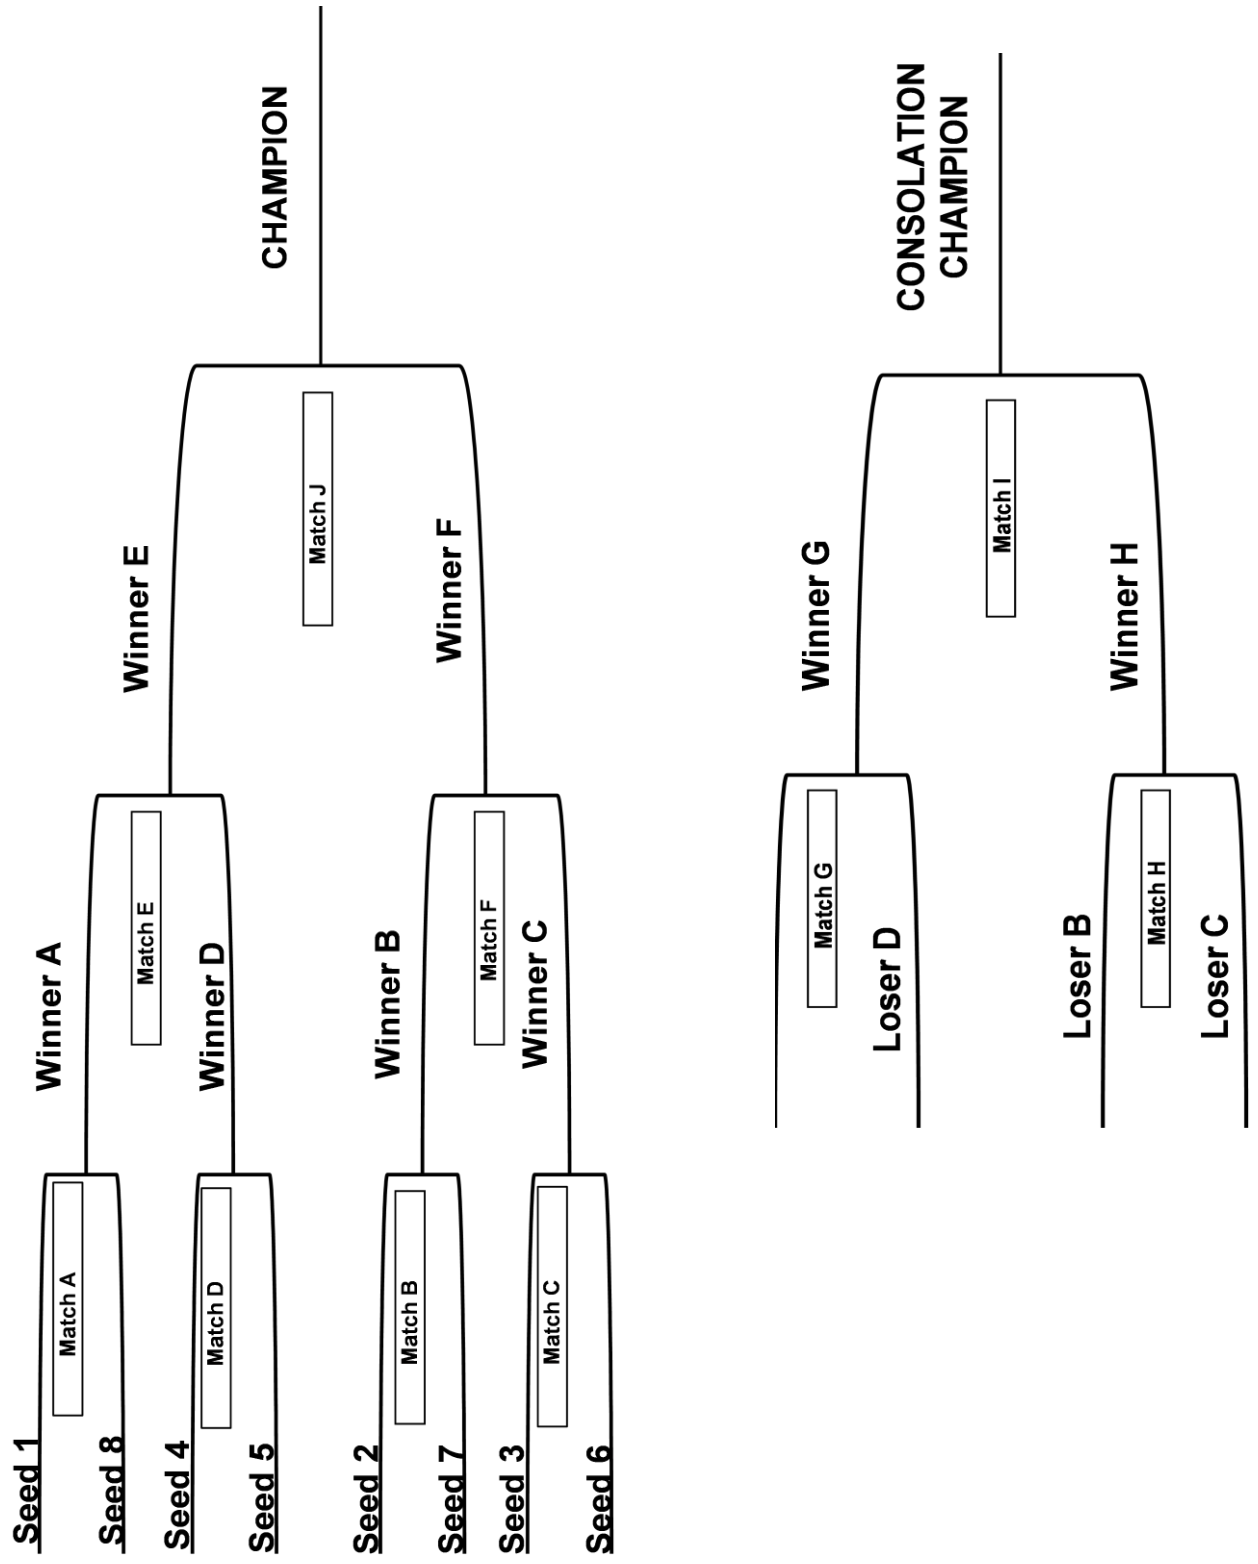 Seed 1
Match A
Seed 8
Winner A
Seed 4
Match D
Seed 5
Winner D
Match E
Winner E
Seed 2
Match B
Seed 7
Winner B
Seed 3
Match C
Seed 6
Winner C
Match F
Winner F
Match J
CHAMPION
Match G
Loser D
Winner G
Loser B
Match H
Loser C
Winner H
Match I
CONSOLATION
CHAMPION